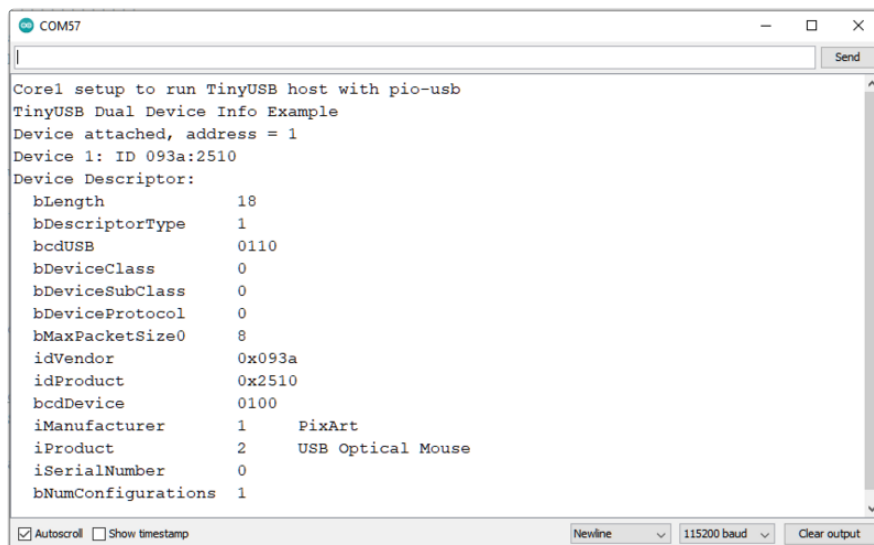 COM57
Send
Core1 setup to run TinyUSB host with pio-usb
TinyUSB Dual Device Info Example
Device attached, address = 1
Device 1: ID 093a:2510
Device Descriptor:
bLength 18
bDescriptorType 1
bcdUSB 0110
bDeviceClass 0
bDeviceSubClass 0
bDeviceProtocol 0
bMaxPacketSize0 8
idVendor 0x093a
idProduct 0x2510
bcdDevice 0100
iManufacturer 1 PixArt
iProduct 2 USB Optical Mouse
iSerialNumber 0
bNumConfigurations 1
Autoscroll Show timestamp Newline 115200 baud Clear output